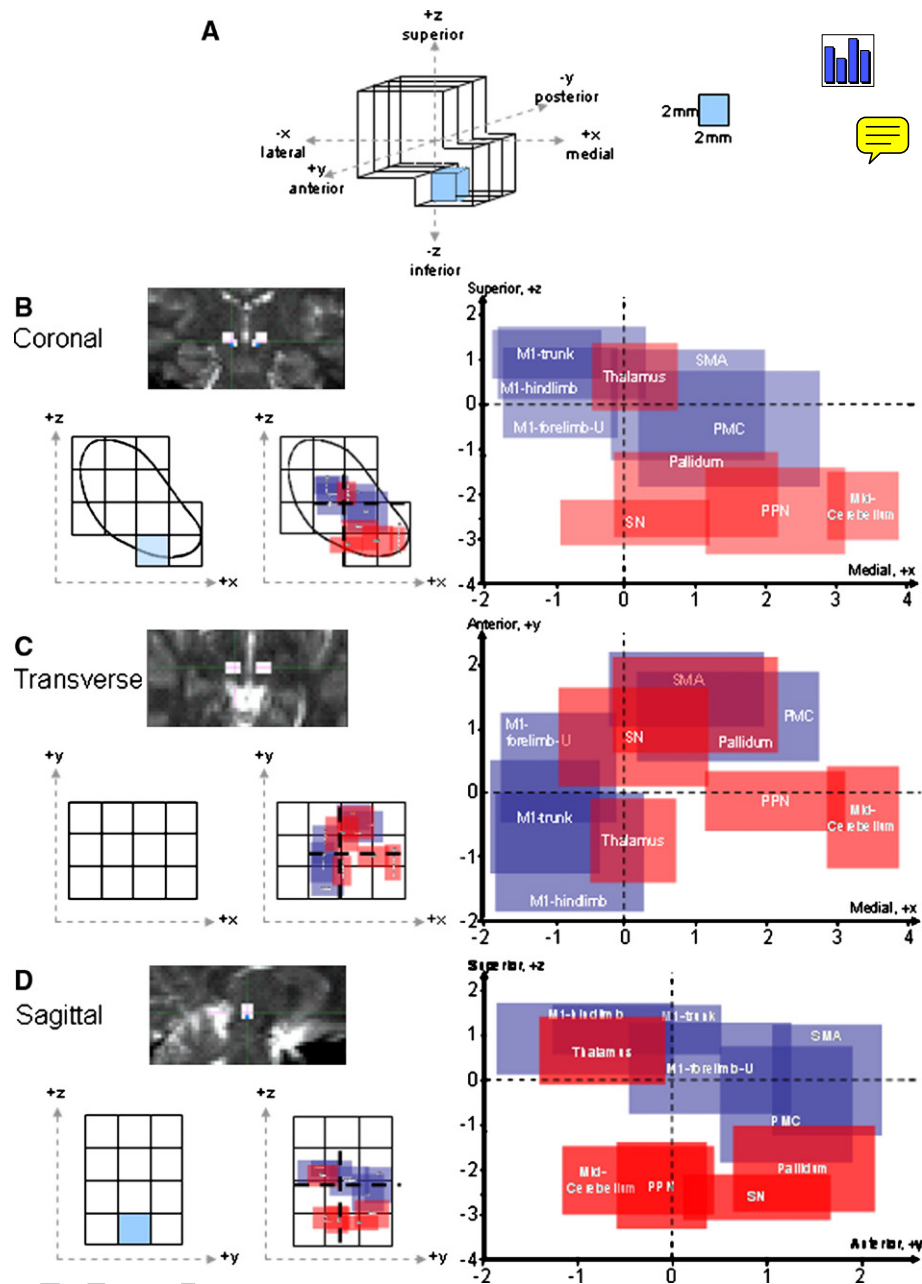 A
+z
superior
-y
posterior
-x
lateral
+x
medial
+y
anterior
-z
inferior
2mm
2mm
B
Coronal
+z
+x
+z
+x
Superior, +z
2
1
0
-1
-2
-3
-4
M1-trunk
SMA
Thalamus
M1-hindlimb
M1-forelimb-U
PMC
Pallidum
SN
PPN
Mid-
Cerebellum
Medial, +x
-2 -1 0 1 2 3 4
C
Transverse
+y
+x
+y
+x
Anterior, +y
2
1
0
-1
-2
SMA
M1-
forelimb-U
SN
PMC
Pallidum
PPN
Mid-
Cerebellum
M1-trunk
Thalamus
M1-hindlimb
Medial, +x
-2 -1 0 1 2 3 4
D
Sagittal
+z
+y
+z
+y
Superior, +z
2
1
0
-1
-2
-3
-4
M1-hindlimb
M1-trunk
SMA
Thalamus
M1-forelimb-U
PMC
Pallidum
Mid-
Cerebellum
PPN
SN
Anterior, +y
-2 -1 0 1 2